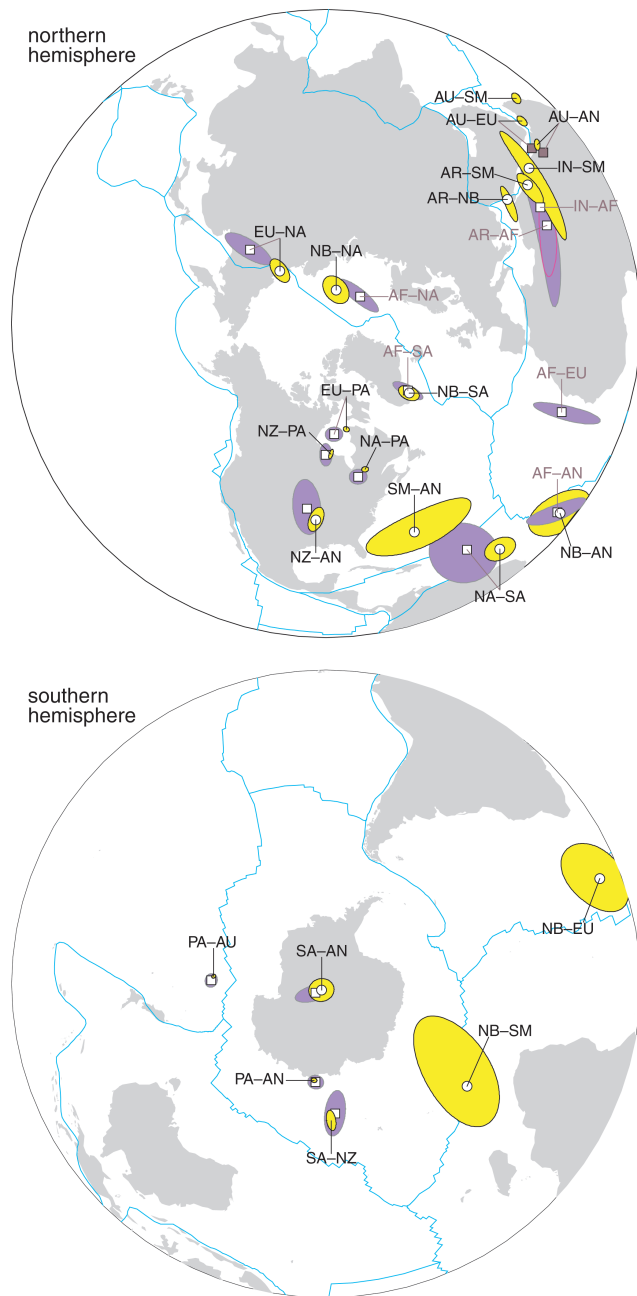 northern
hemisphere
AU–SM
AU–EU
AU–AN
IN–SM
AR–SM
AR–NB
IN–AF
AR–AF
EU–NA
NB–NA
AF–NA
AF–SA
NB–SA
EU–PA
AF–EU
NZ–PA
NA–PA
SM–AN
AF–AN
NZ–AN
NB–AN
NA–SA
southern
hemisphere
NB–EU
PA–AU
SA–AN
NB–SM
PA–AN
SA–NZ